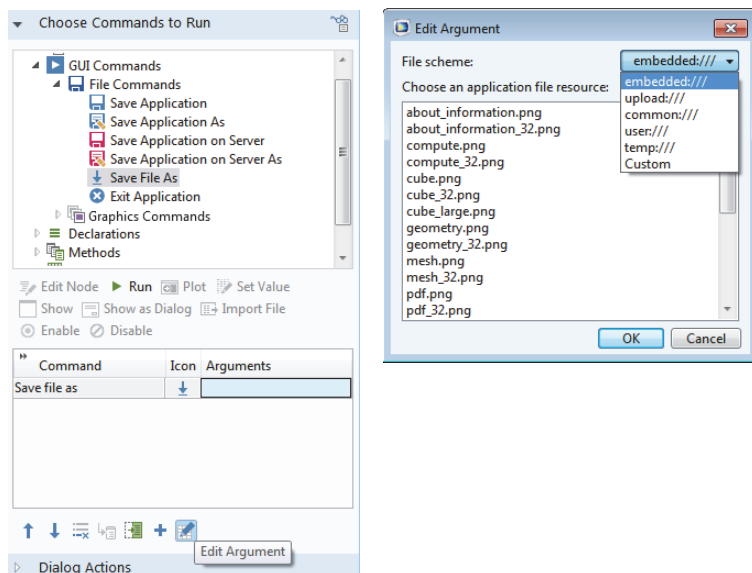 Choose Commands to Run
GUI Commands
File Commands
Save Application
Save Application As
Save Application on Server
Save Application on Server As
Save File As
Exit Application
Graphics Commands
Declarations
Methods
Edit Node Run Plot Set Value
Show Show as Dialog Import File
Enable Disable
Command Icon Arguments
Save file as
Edit Argument
Dialog Actions
Edit Argument
File scheme: embedded:///
Choose an application file resource:
embedded:///
upload:///
common:///
user:///
temp:///
Custom
about_information.png
about_information_32.png
compute.png
compute_32.png
cube.png
cube_32.png
cube_large.png
geometry.png
geometry_32.png
mesh.png
mesh_32.png
pdf.png
pdf_32.png
OK Cancel